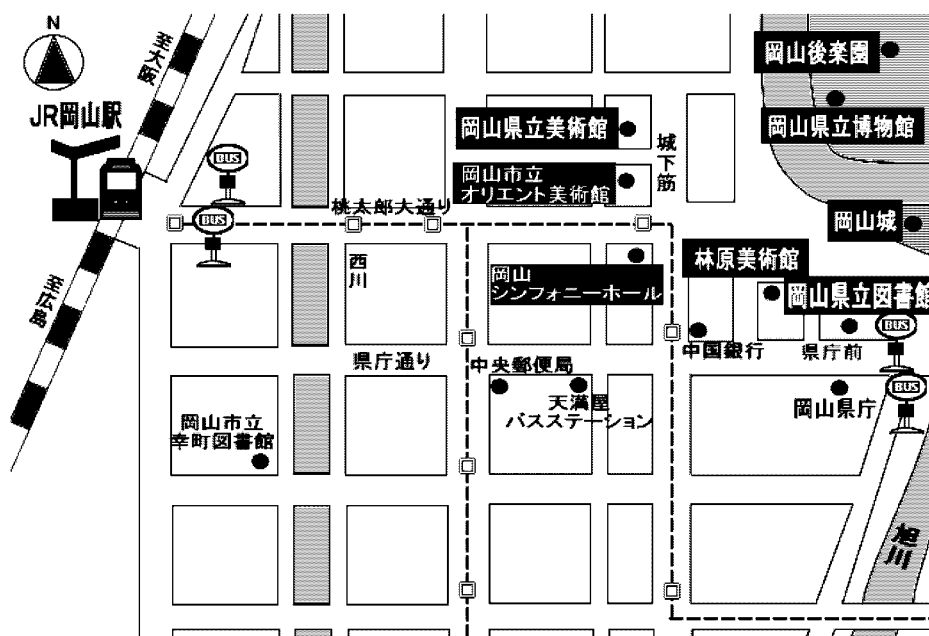 N
至大阪
JR岡山駅
岡山後楽園
岡山県立美術館
岡山県立博物館
城下筋
岡山市立
オリエント美術館
BUS
桃太郎大通り
BUS
岡山城
西川
岡山
シンフォニーホール
林原美術館
至広島
岡山県立図書館
BUS
県庁通り
中央郵便局
中国銀行
県庁前
BUS
天満屋
バスステーション
岡山県庁
岡山市立
幸町図書館
旭川